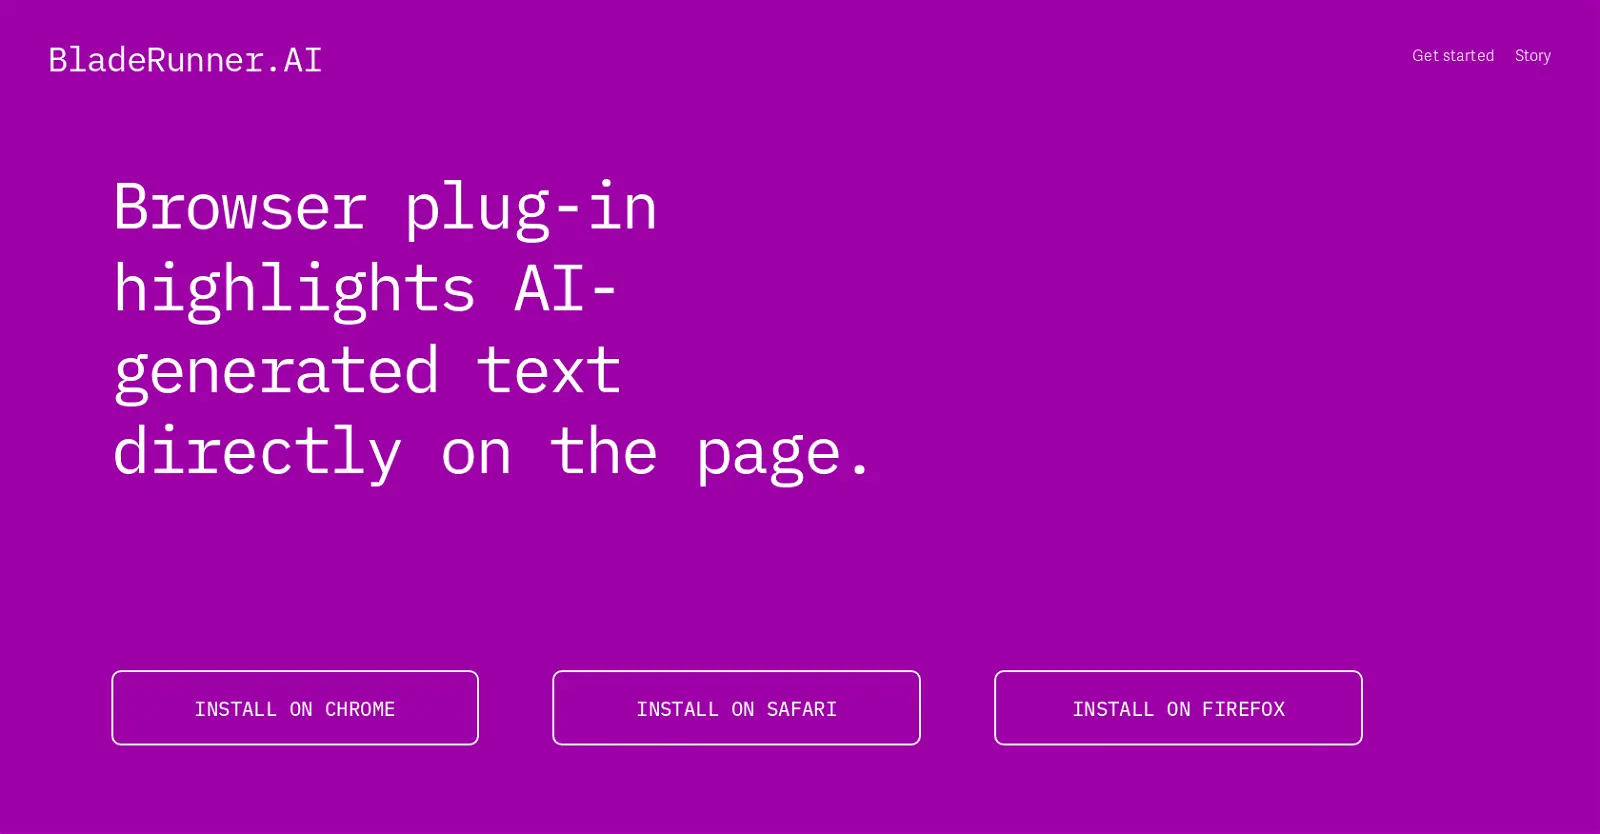 BladeRunner.AI
Get started
Story
Browser plug-in
highlights AI-
generated text
directly on the page.
INSTALL ON CHROME
INSTALL ON SAFARI
INSTALL ON FIREFOX